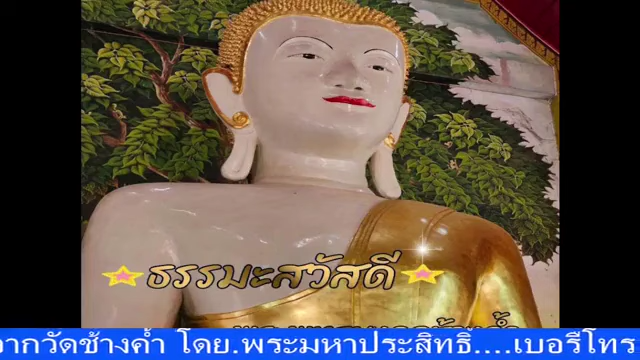 ธรรมะสวัสดี
จากวัดช้างค้ำ โดย.พระมหาประสิทธิ์....เบอร์โทร